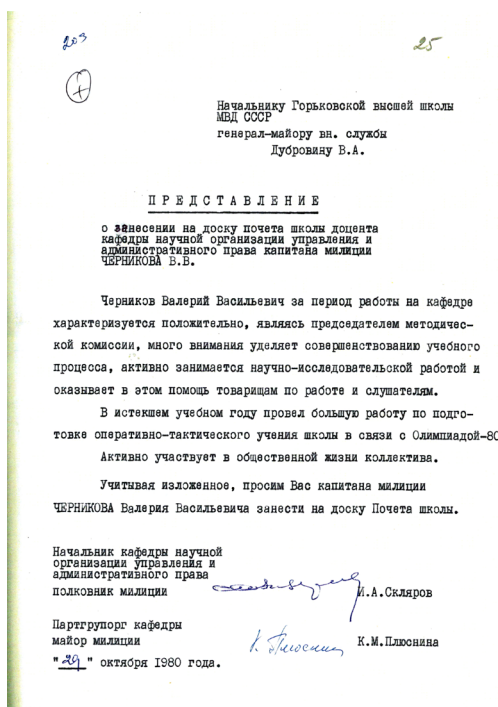 203
25
+
Начальнику Горьковской высшей школы
МВД СССР
генерал-майору вн. службы
Дубровину В.А.
ПРЕДСТАВЛЕНИЕ
о занесении на доску почета школы доцента
кафедры научной организации управления и
административного права капитана милиции
ЧЕРНИКОВА В.В.
Черников Валерий Васильевич за период работы на кафедре
характеризуется положительно, являясь председателем методичес-
кой комиссии, много внимания уделяет совершенствованию учебного
процесса, активно занимается научно-исследовательской работой и
оказывает в этом помощь товарищам по работе и слушателям.
В истекшем учебном году провел большую работу по подго-
товке оперативно-тактического учения школы в связи с Олимпиадой-80
Активно участвует в общественной жизни коллектива.
Учитывая изложенное, просим Вас капитана милиции
ЧЕРНИКОВА Валерия Васильевича занести на доску Почета школы.
Начальник кафедры научной
организации управления и
административного права
полковник милиции И.А.Скляров
Партгрупорг кафедры
майор милиции К. Плюснина К.М.Плюснина
"29" октября 1980 года.